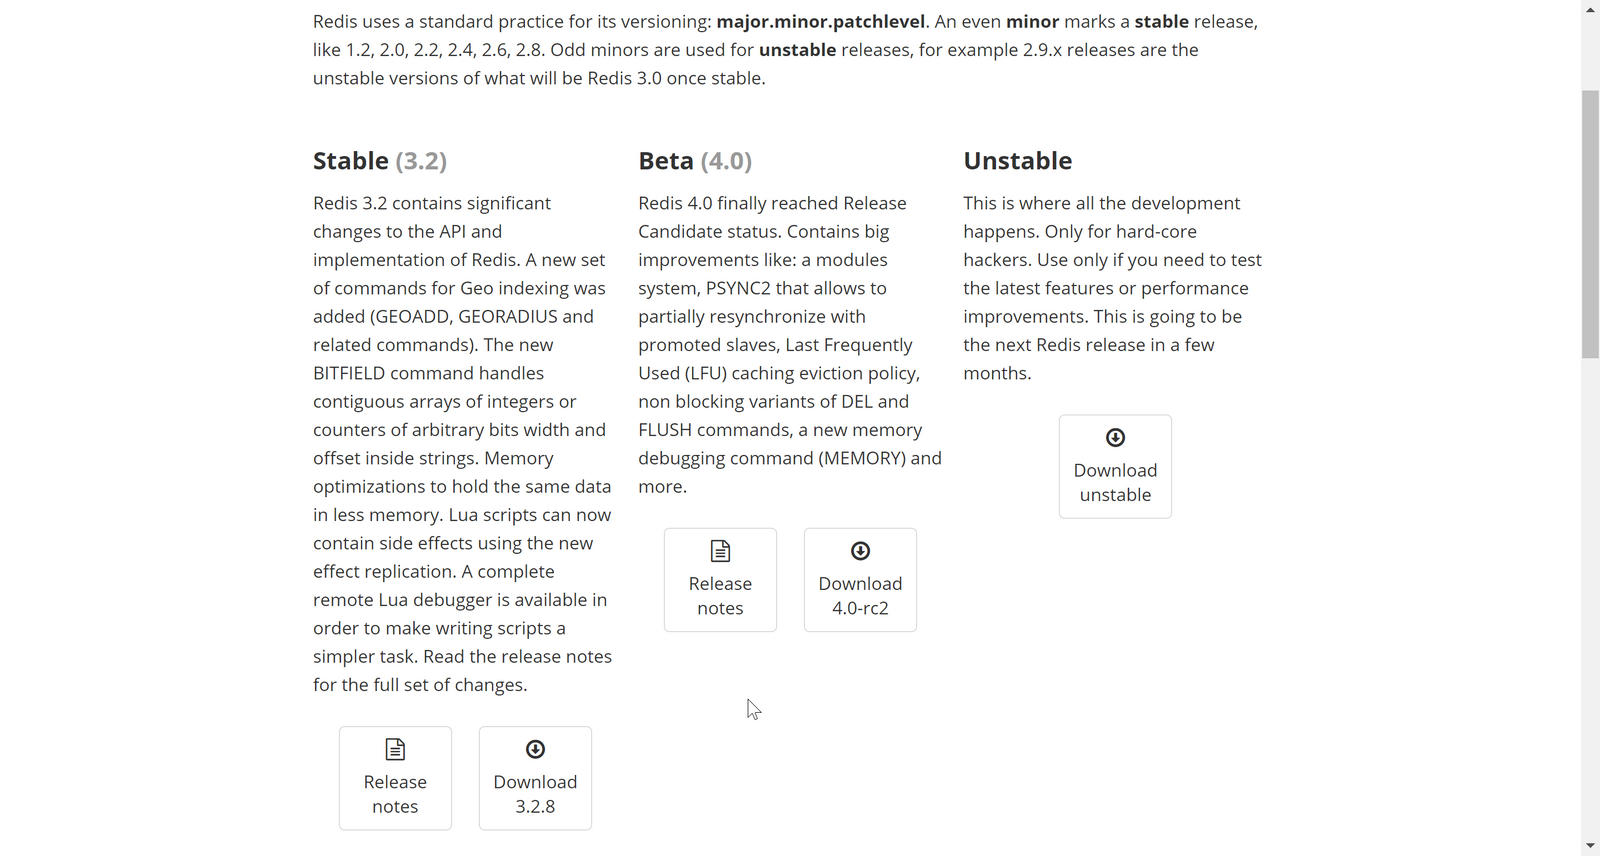 Redis uses a standard practice for its versioning: major.minor.patchlevel. An even minor marks a stable release,
like 1.2, 2.0, 2.2, 2.4, 2.6, 2.8. Odd minors are used for unstable releases, for example 2.9.x releases are the
unstable versions of what will be Redis 3.0 once stable.
Stable (3.2)
Redis 3.2 contains significant
changes to the API and
implementation of Redis. A new set
of commands for Geo indexing was
added (GEOADD, GEORADIUS and
related commands). The new
BITFIELD command handles
contiguous arrays of integers or
counters of arbitrary bits width and
offset inside strings. Memory
optimizations to hold the same data
in less memory. Lua scripts can now
contain side effects using the new
effect replication. A complete
remote Lua debugger is available in
order to make writing scripts a
simpler task. Read the release notes
for the full set of changes.
Release
notes
Download
3.2.8
Beta (4.0)
Redis 4.0 finally reached Release
Candidate status. Contains big
improvements like: a modules
system, PSYNC2 that allows to
partially resynchronize with
promoted slaves, Last Frequently
Used (LFU) caching eviction policy,
non blocking variants of DEL and
FLUSH commands, a new memory
debugging command (MEMORY) and
more.
Release
notes
Download
4.0-rc2
Unstable
This is where all the development
happens. Only for hard-core
hackers. Use only if you need to test
the latest features or performance
improvements. This is going to be
the next Redis release in a few
months.
Download
unstable